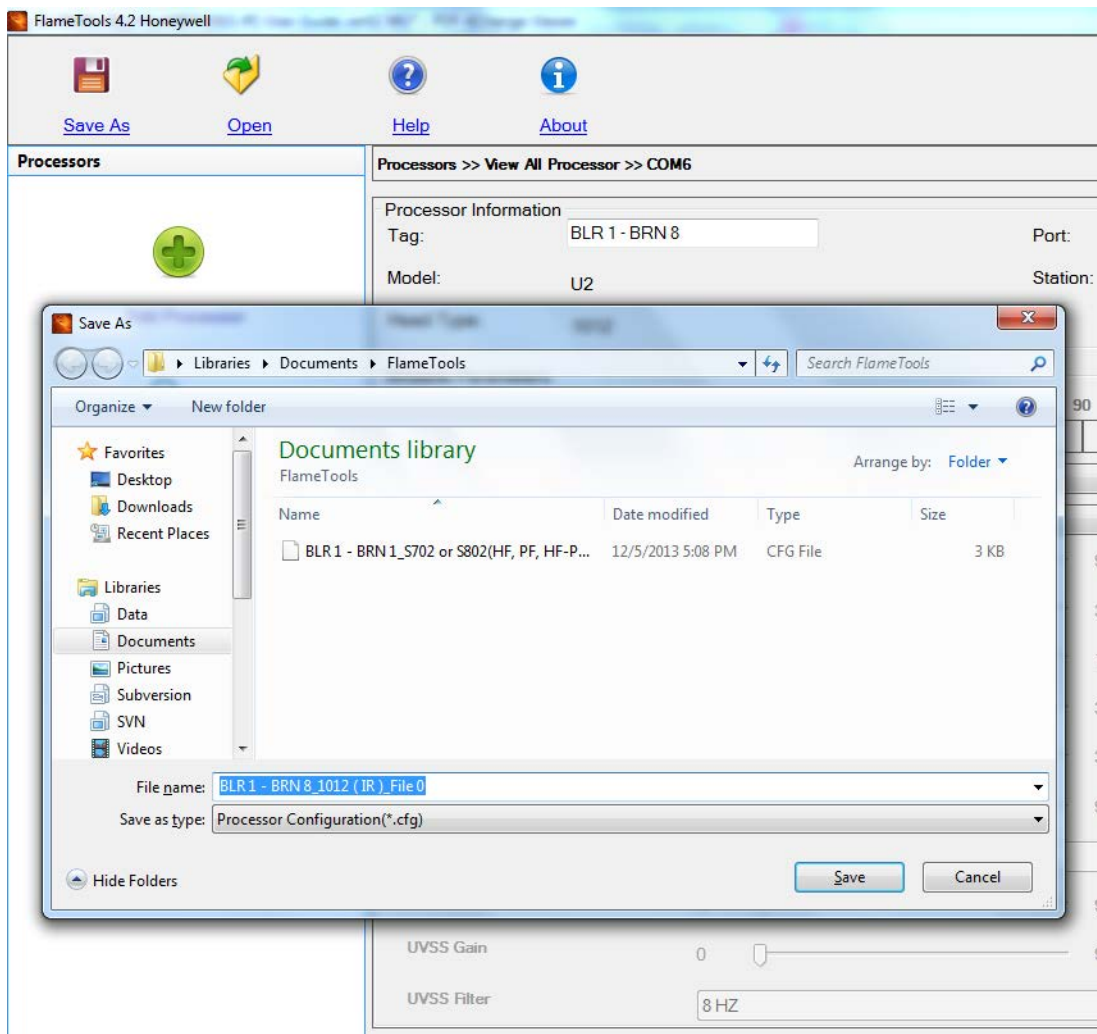 FlameTools 4.2 Honeywell
Save As
Open
Help
About
Processors
Processors >> View All Processor >> COM6
Processor Information
Tag:
BLR 1 - BRN 8
Port:
Model:
U2
Station:
Save As
Head Type:
1012
Libraries
Documents
FlameTools
Search FlameTools
Organize
New folder
90
Favorites
Desktop
Downloads
Recent Places
Libraries
Data
Documents
Pictures
Subversion
SVN
Videos
Documents library
FlameTools
Arrange by: Folder
Name Date modified Type Size
BLR 1 - BRN 1_S702 or S802(HF, PF, HF-P... 12/5/2013 5:08 PM CFG File 3 KB
File name: BLR 1 - BRN 8_1012 ( IR )_File 0
Save as type: Processor Configuration(*.cfg)
Hide Folders
Save
Cancel
UVSS Gain
0
UVSS Filter
8 HZ